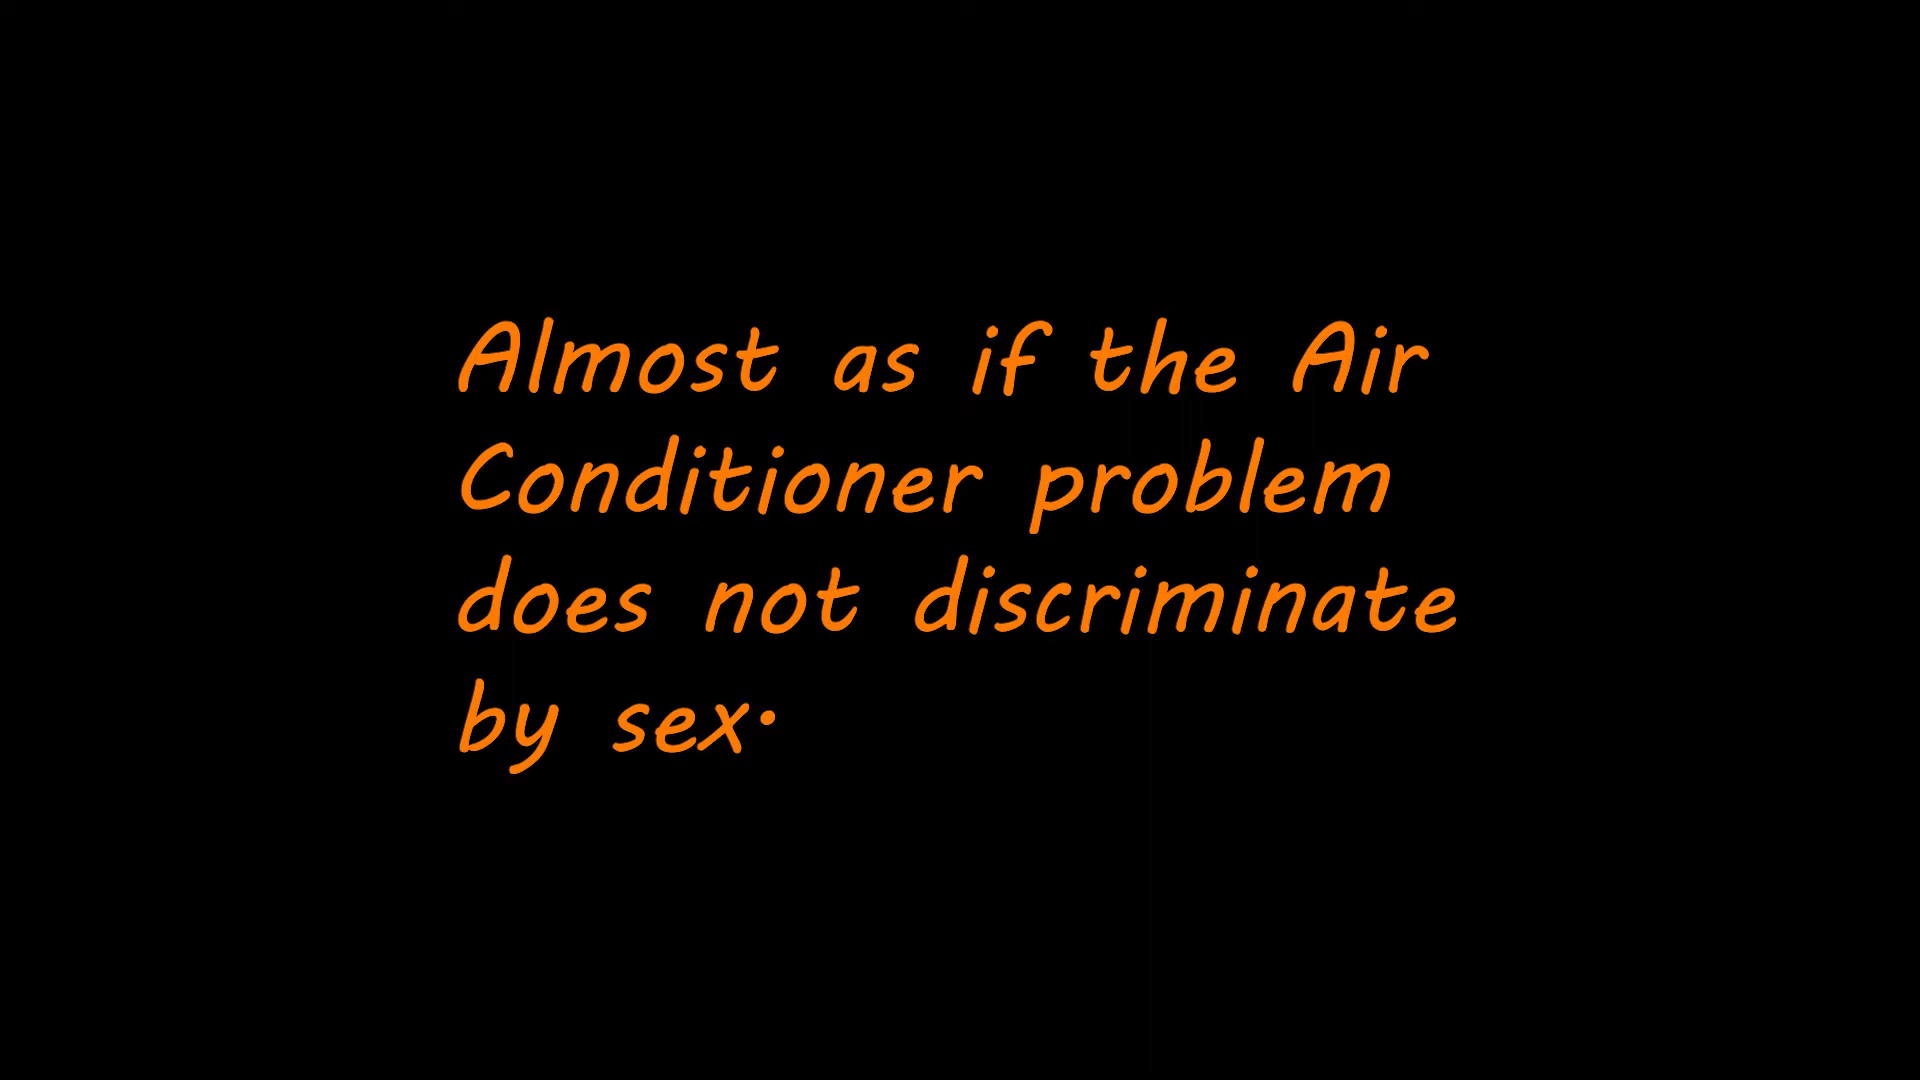 Almost as if the Air
Conditioner problem
does not discriminate
by sex.